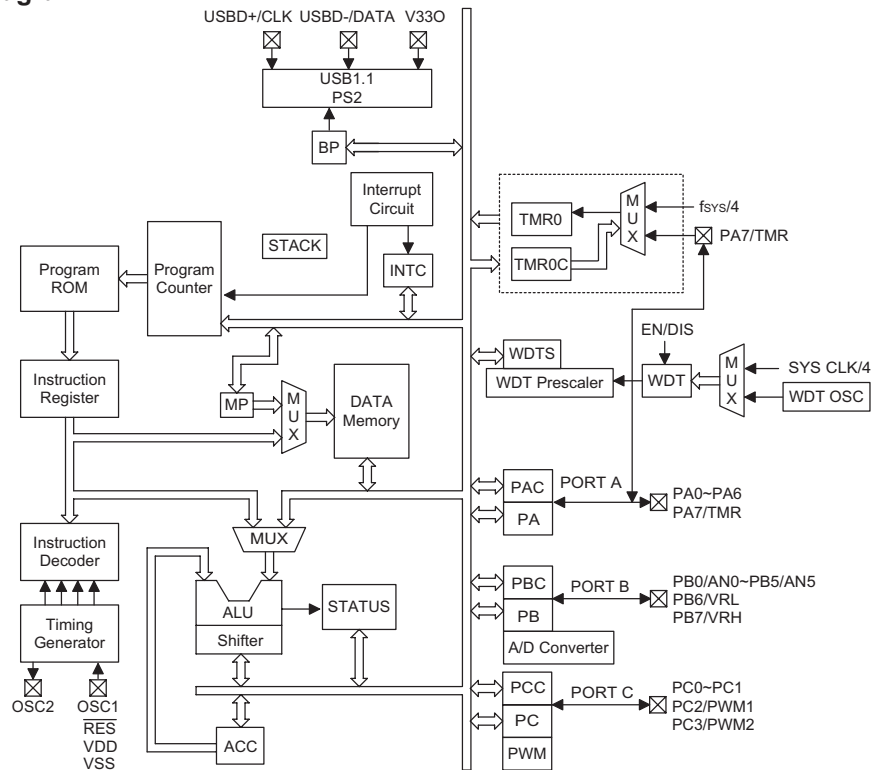 USBD+/CLK USBD-/DATA V33O
USB1.1
PS2
BP
Interrupt
Circuit
STACK
INTC
Program
ROM
Program
Counter
Instruction
Register
MP
M
U
X
DATA
Memory
MUX
Instruction
Decoder
Timing
Generator
OSC2
OSC1
RES
VDD
VSS
ALU
Shifter
STATUS
ACC
TMR0
TMR0C
M
U
X
fSYS/4
PA7/TMR
EN/DIS
WDTS
WDT Prescaler
WDT
M
U
X
SYS CLK/4
WDT OSC
PAC
PA
PORT A
PA0~PA6
PA7/TMR
PBC
PB
A/D Converter
PORT B
PB0/AN0~PB5/AN5
PB6/VRL
PB7/VRH
PCC
PC
PWM
PORT C
PC0~PC1
PC2/PWM1
PC3/PWM2